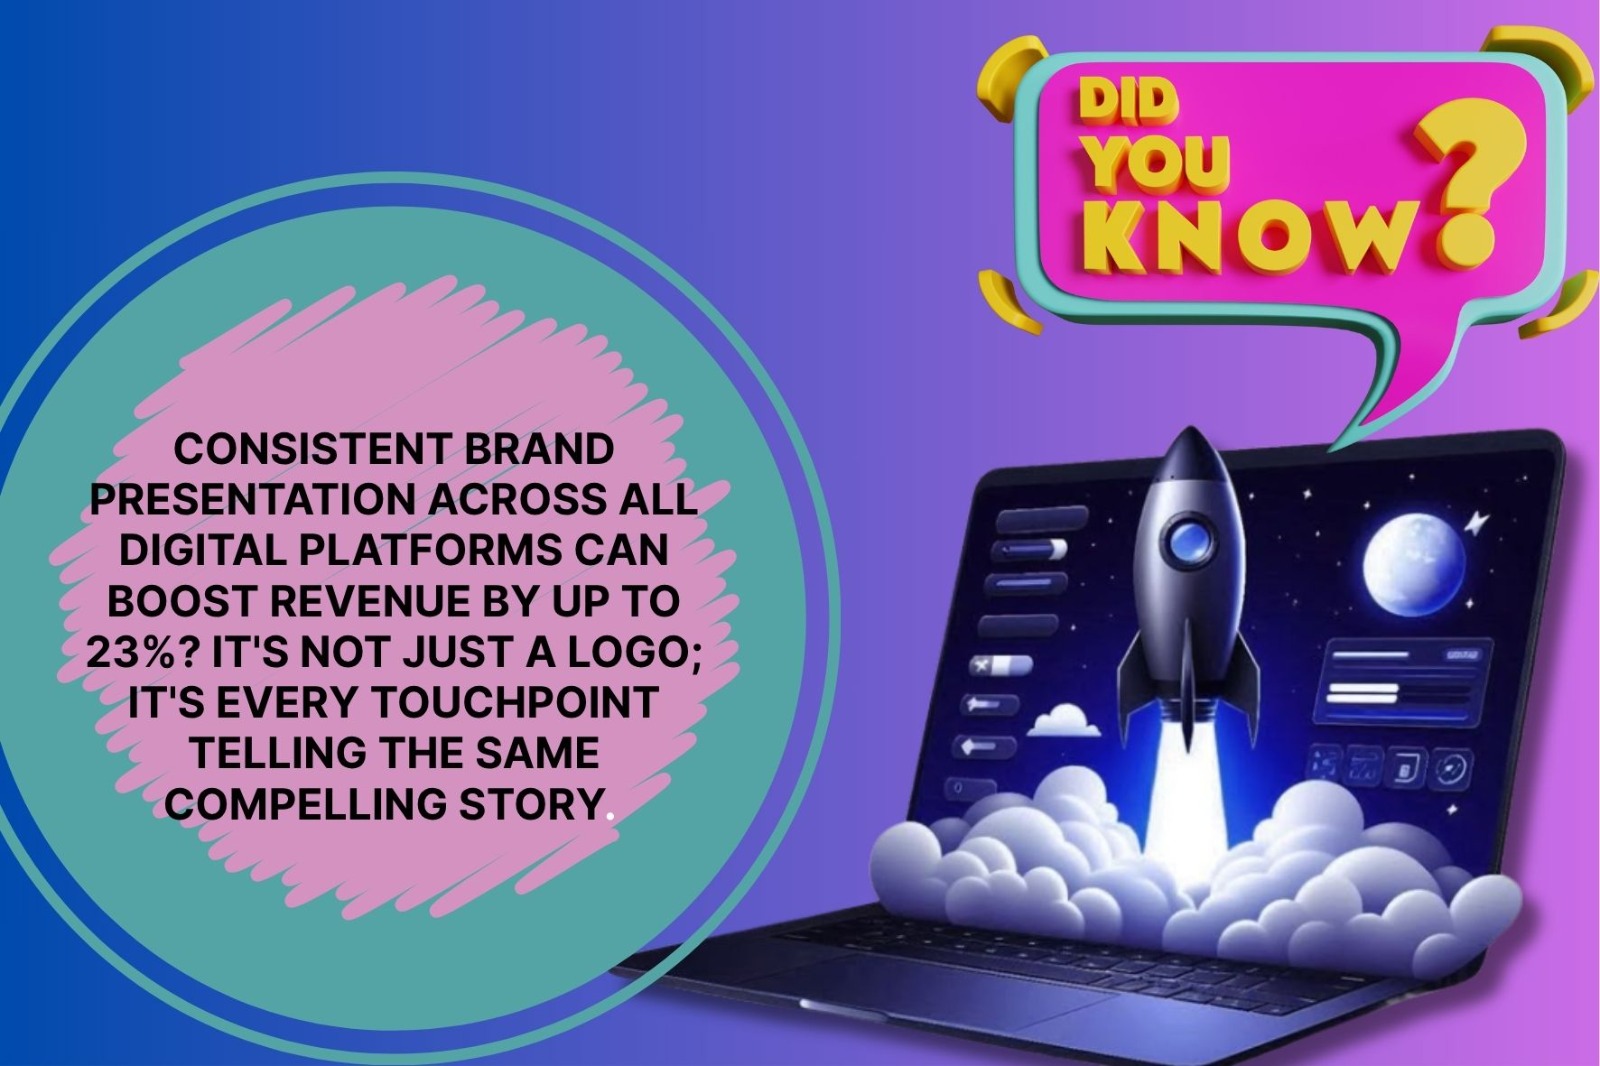 DID
YOU
KNOW?
CONSISTENT BRAND
PRESENTATION ACROSS ALL
DIGITAL PLATFORMS CAN
BOOST REVENUE BY UP TO
23%? IT'S NOT JUST A LOGO;
IT'S EVERY TOUCHPOINT
TELLING THE SAME
COMPELLING STORY.